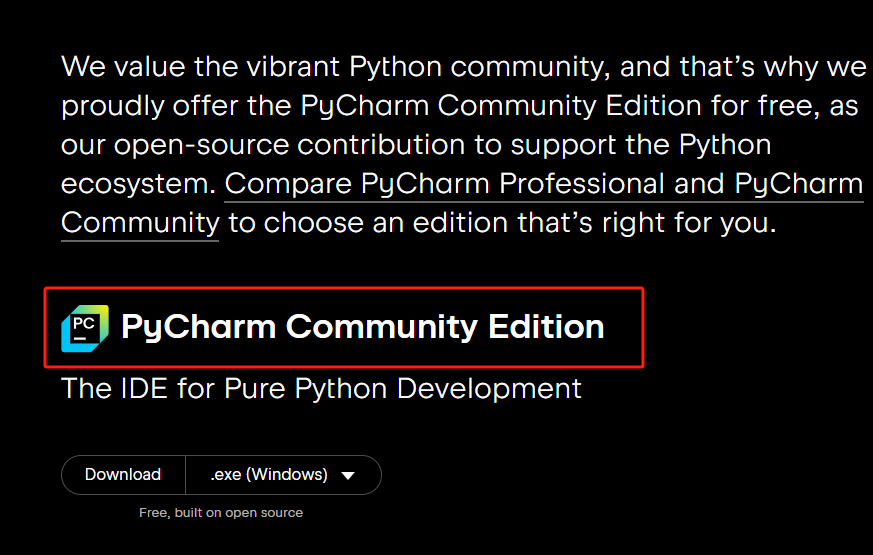 We value the vibrant Python community, and that’s why we
proudly offer the PyCharm Community Edition for free, as
our open-source contribution to support the Python
ecosystem. Compare PyCharm Professional and PyCharm
Community to choose an edition that’s right for you.
PC PyCharm Community Edition
The IDE for Pure Python Development
Download .exe (Windows)
Free, built on open source